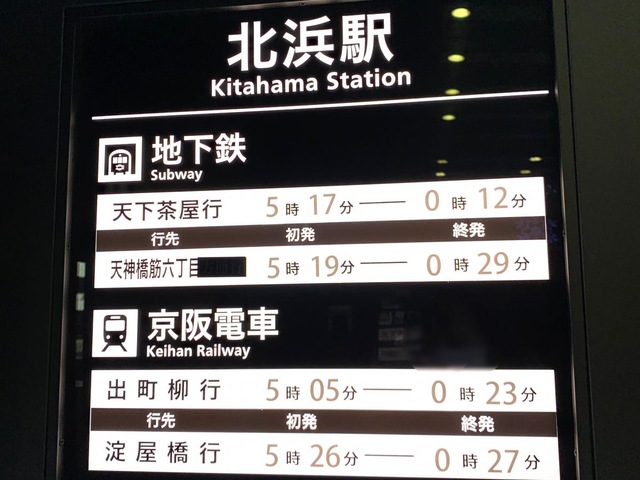 北浜駅
Kitahama Station
地下鉄
Subway
天下茶屋行 5時17分 ― 0時12分
行先 初発 終発
天神橋筋六丁目 5時19分 ― 0時29分
京阪電車
Keihan Railway
出町柳行 5時05分 ― 0時23分
行先 初発 終発
淀屋橋行 5時26分 ― 0時27分